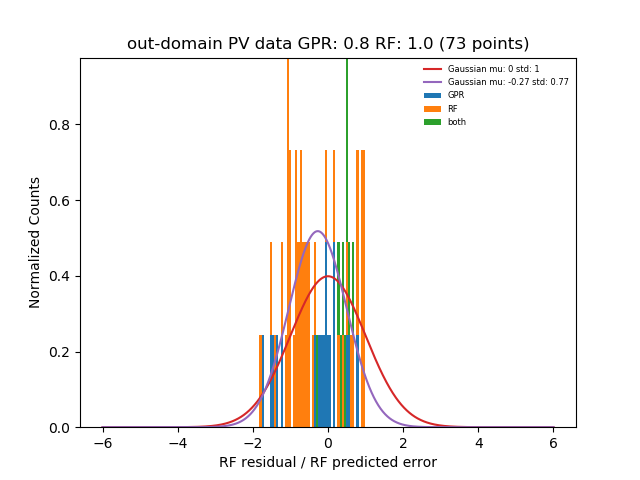 out-domain PV data GPR: 0.8 RF: 1.0 (73 points)
Gaussian mu: 0 std: 1
Gaussian mu: -0.27 std: 0.77
GPR
RF
both
Normalized Counts
0.8
0.6
0.4
0.2
0.0
−6 −4 −2 0 2 4 6
RF residual / RF predicted error